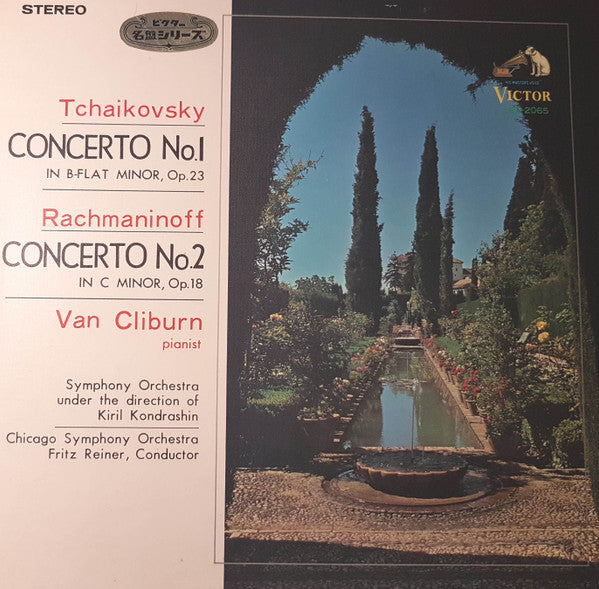 STEREO
ビクター
名盤シリーズ
Tchaikovsky
CONCERTO No.1
IN B-FLAT MINOR, Op.23
Rachmaninoff
CONCERTO No.2
IN C MINOR, Op.18
Van Cliburn
pianist
Symphony Orchestra
under the direction of
Kiril Kondrashin
Chicago Symphony Orchestra
Fritz Reiner, Conductor
VICTOR